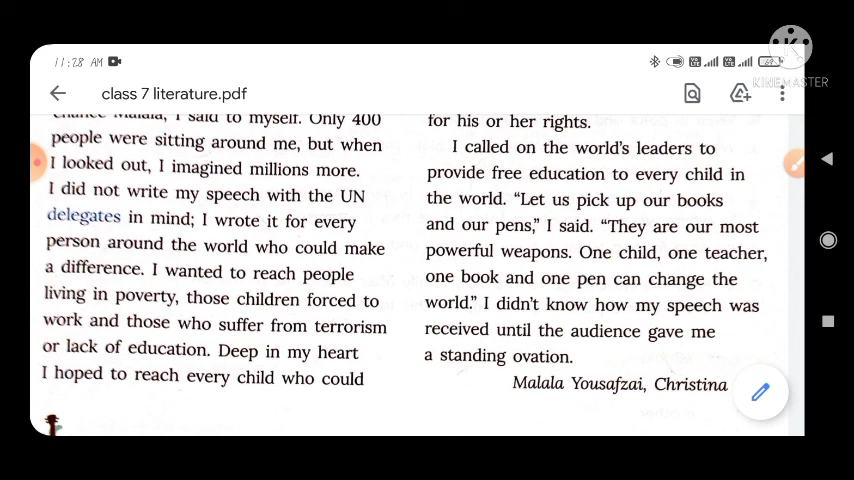 11:28 AM
KINEMASTER
class 7 literature.pdf
chance Malala, I said to myself. Only 400
people were sitting around me, but when
I looked out, I imagined millions more.
I did not write my speech with the UN
delegates in mind; I wrote it for every
person around the world who could make
a difference. I wanted to reach people
living in poverty, those children forced to
work and those who suffer from terrorism
or lack of education. Deep in my heart
I hoped to reach every child who could
for his or her rights.
I called on the world's leaders to
provide free education to every child in
the world. “Let us pick up our books
and our pens,” I said. “They are our most
powerful weapons. One child, one teacher,
one book and one pen can change the
world.” I didn't know how my speech was
received until the audience gave me
a standing ovation.
Malala Yousafzai, Christina